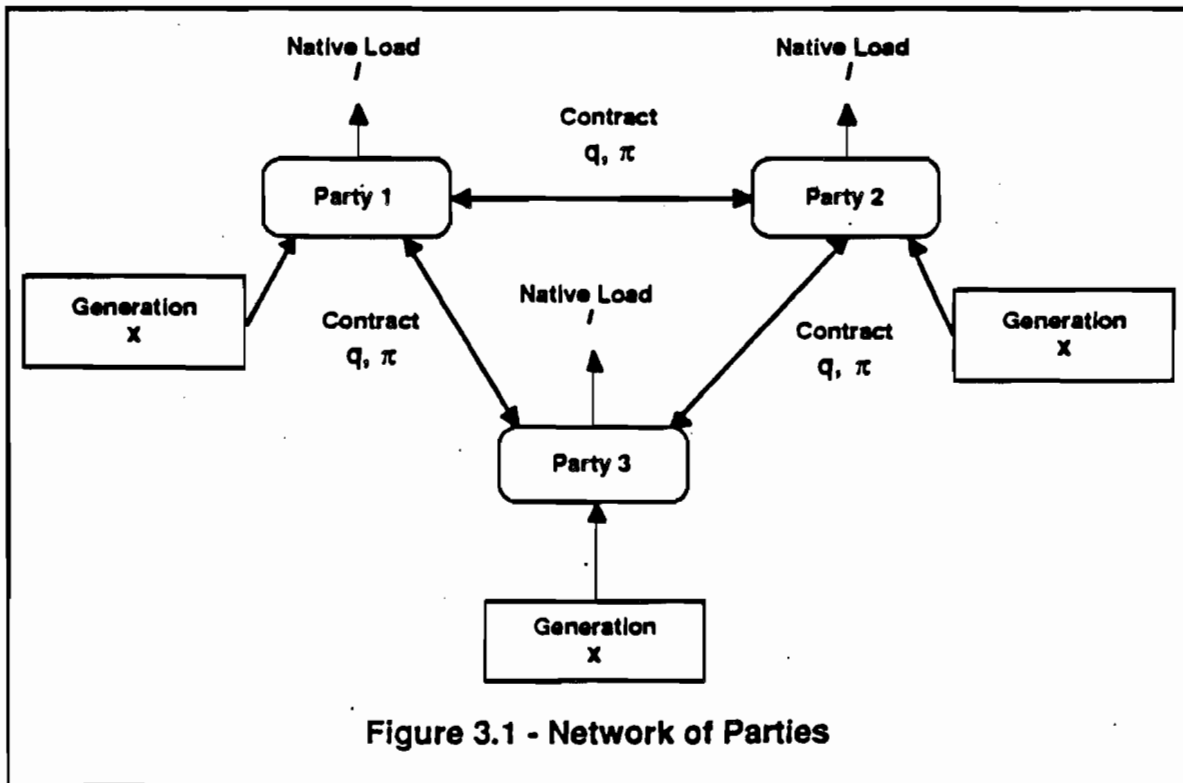 Native Load
l
Native Load
l
Contract
q, π
Party 1
Party 2
Generation
X
Contract
q, π
Native Load
l
Contract
q, π
Generation
X
Party 3
Generation
X
Figure 3.1 - Network of Parties